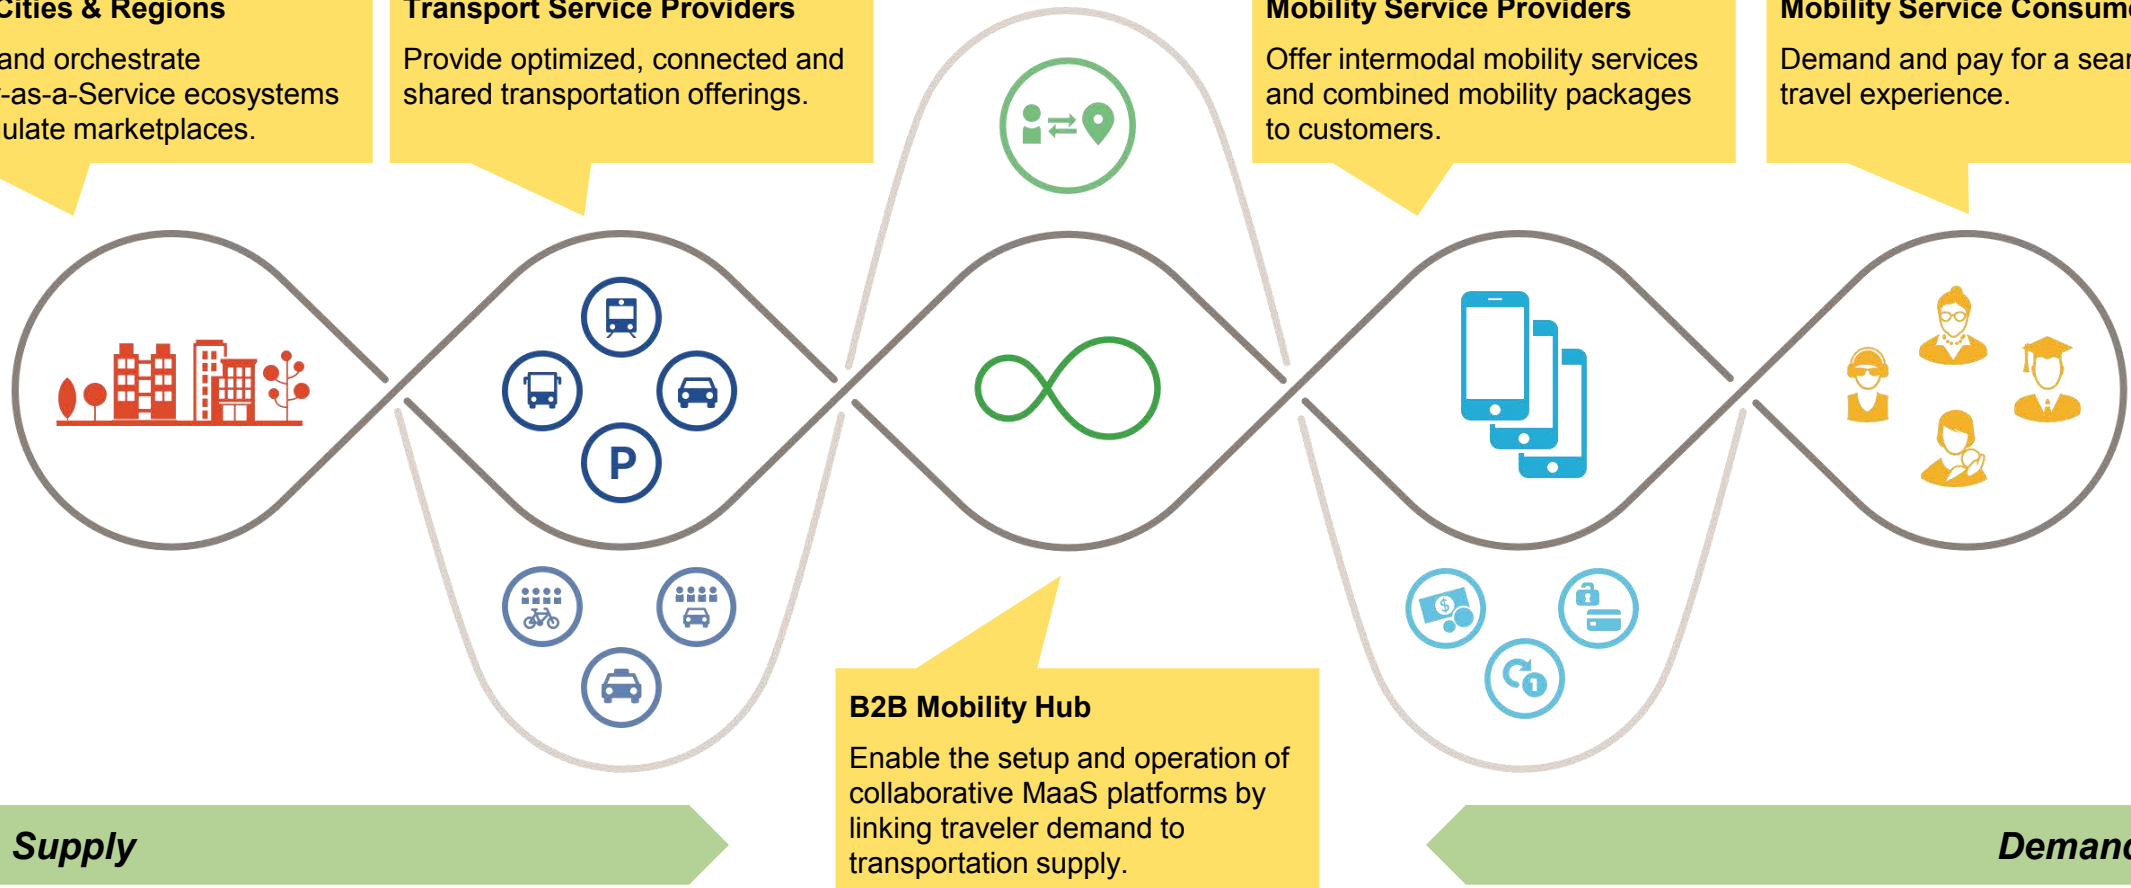 Cities & Regions
and orchestrate
-as-a-Service ecosystems
ulate marketplaces.
Transport Service Providers
Provide optimized, connected and
shared transportation offerings.
Mobility Service Providers
Offer intermodal mobility services
and combined mobility packages
to customers.
Mobility Service Consume
Demand and pay for a sea
travel experience.
P
$
1
B2B Mobility Hub
Enable the setup and operation of
collaborative MaaS platforms by
linking traveler demand to
transportation supply.
Supply
Demand